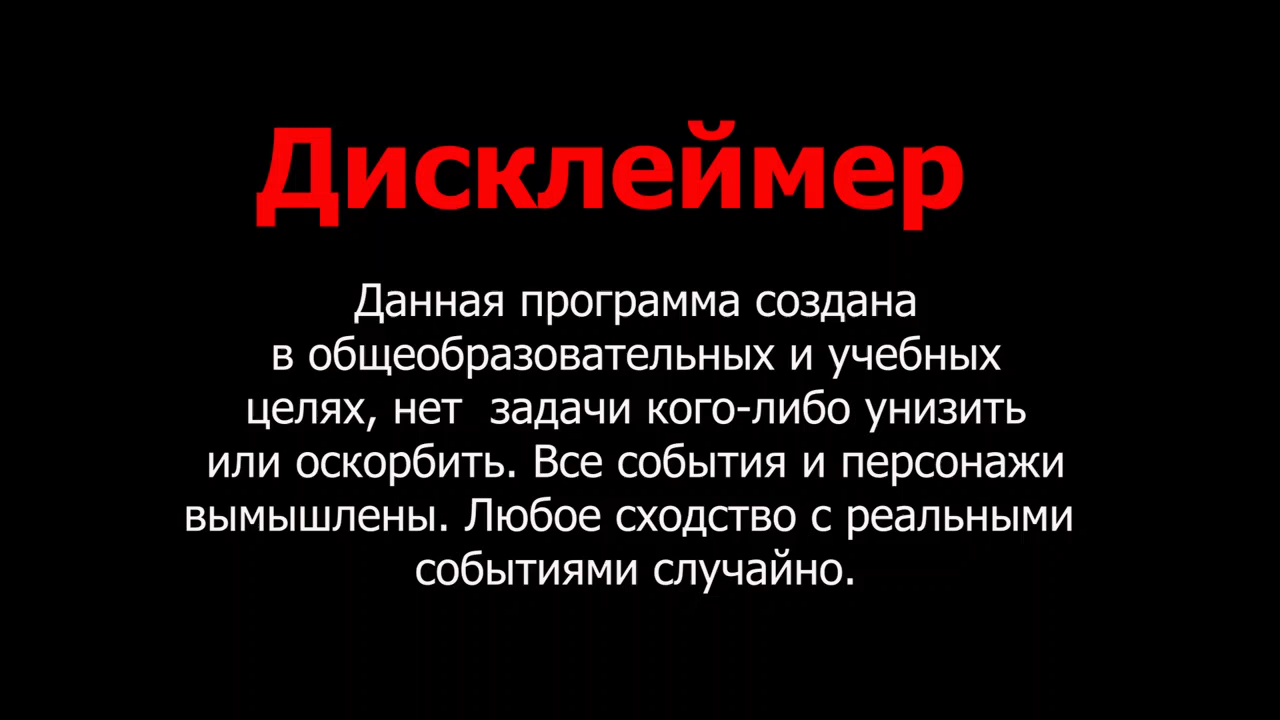 Дисклеймер
Данная программа создана
в общеобразовательных и учебных
целях, нет задачи кого-либо унизить
или оскорбить. Все события и персонажи
вымышлены. Любое сходство с реальными
событиями случайно.